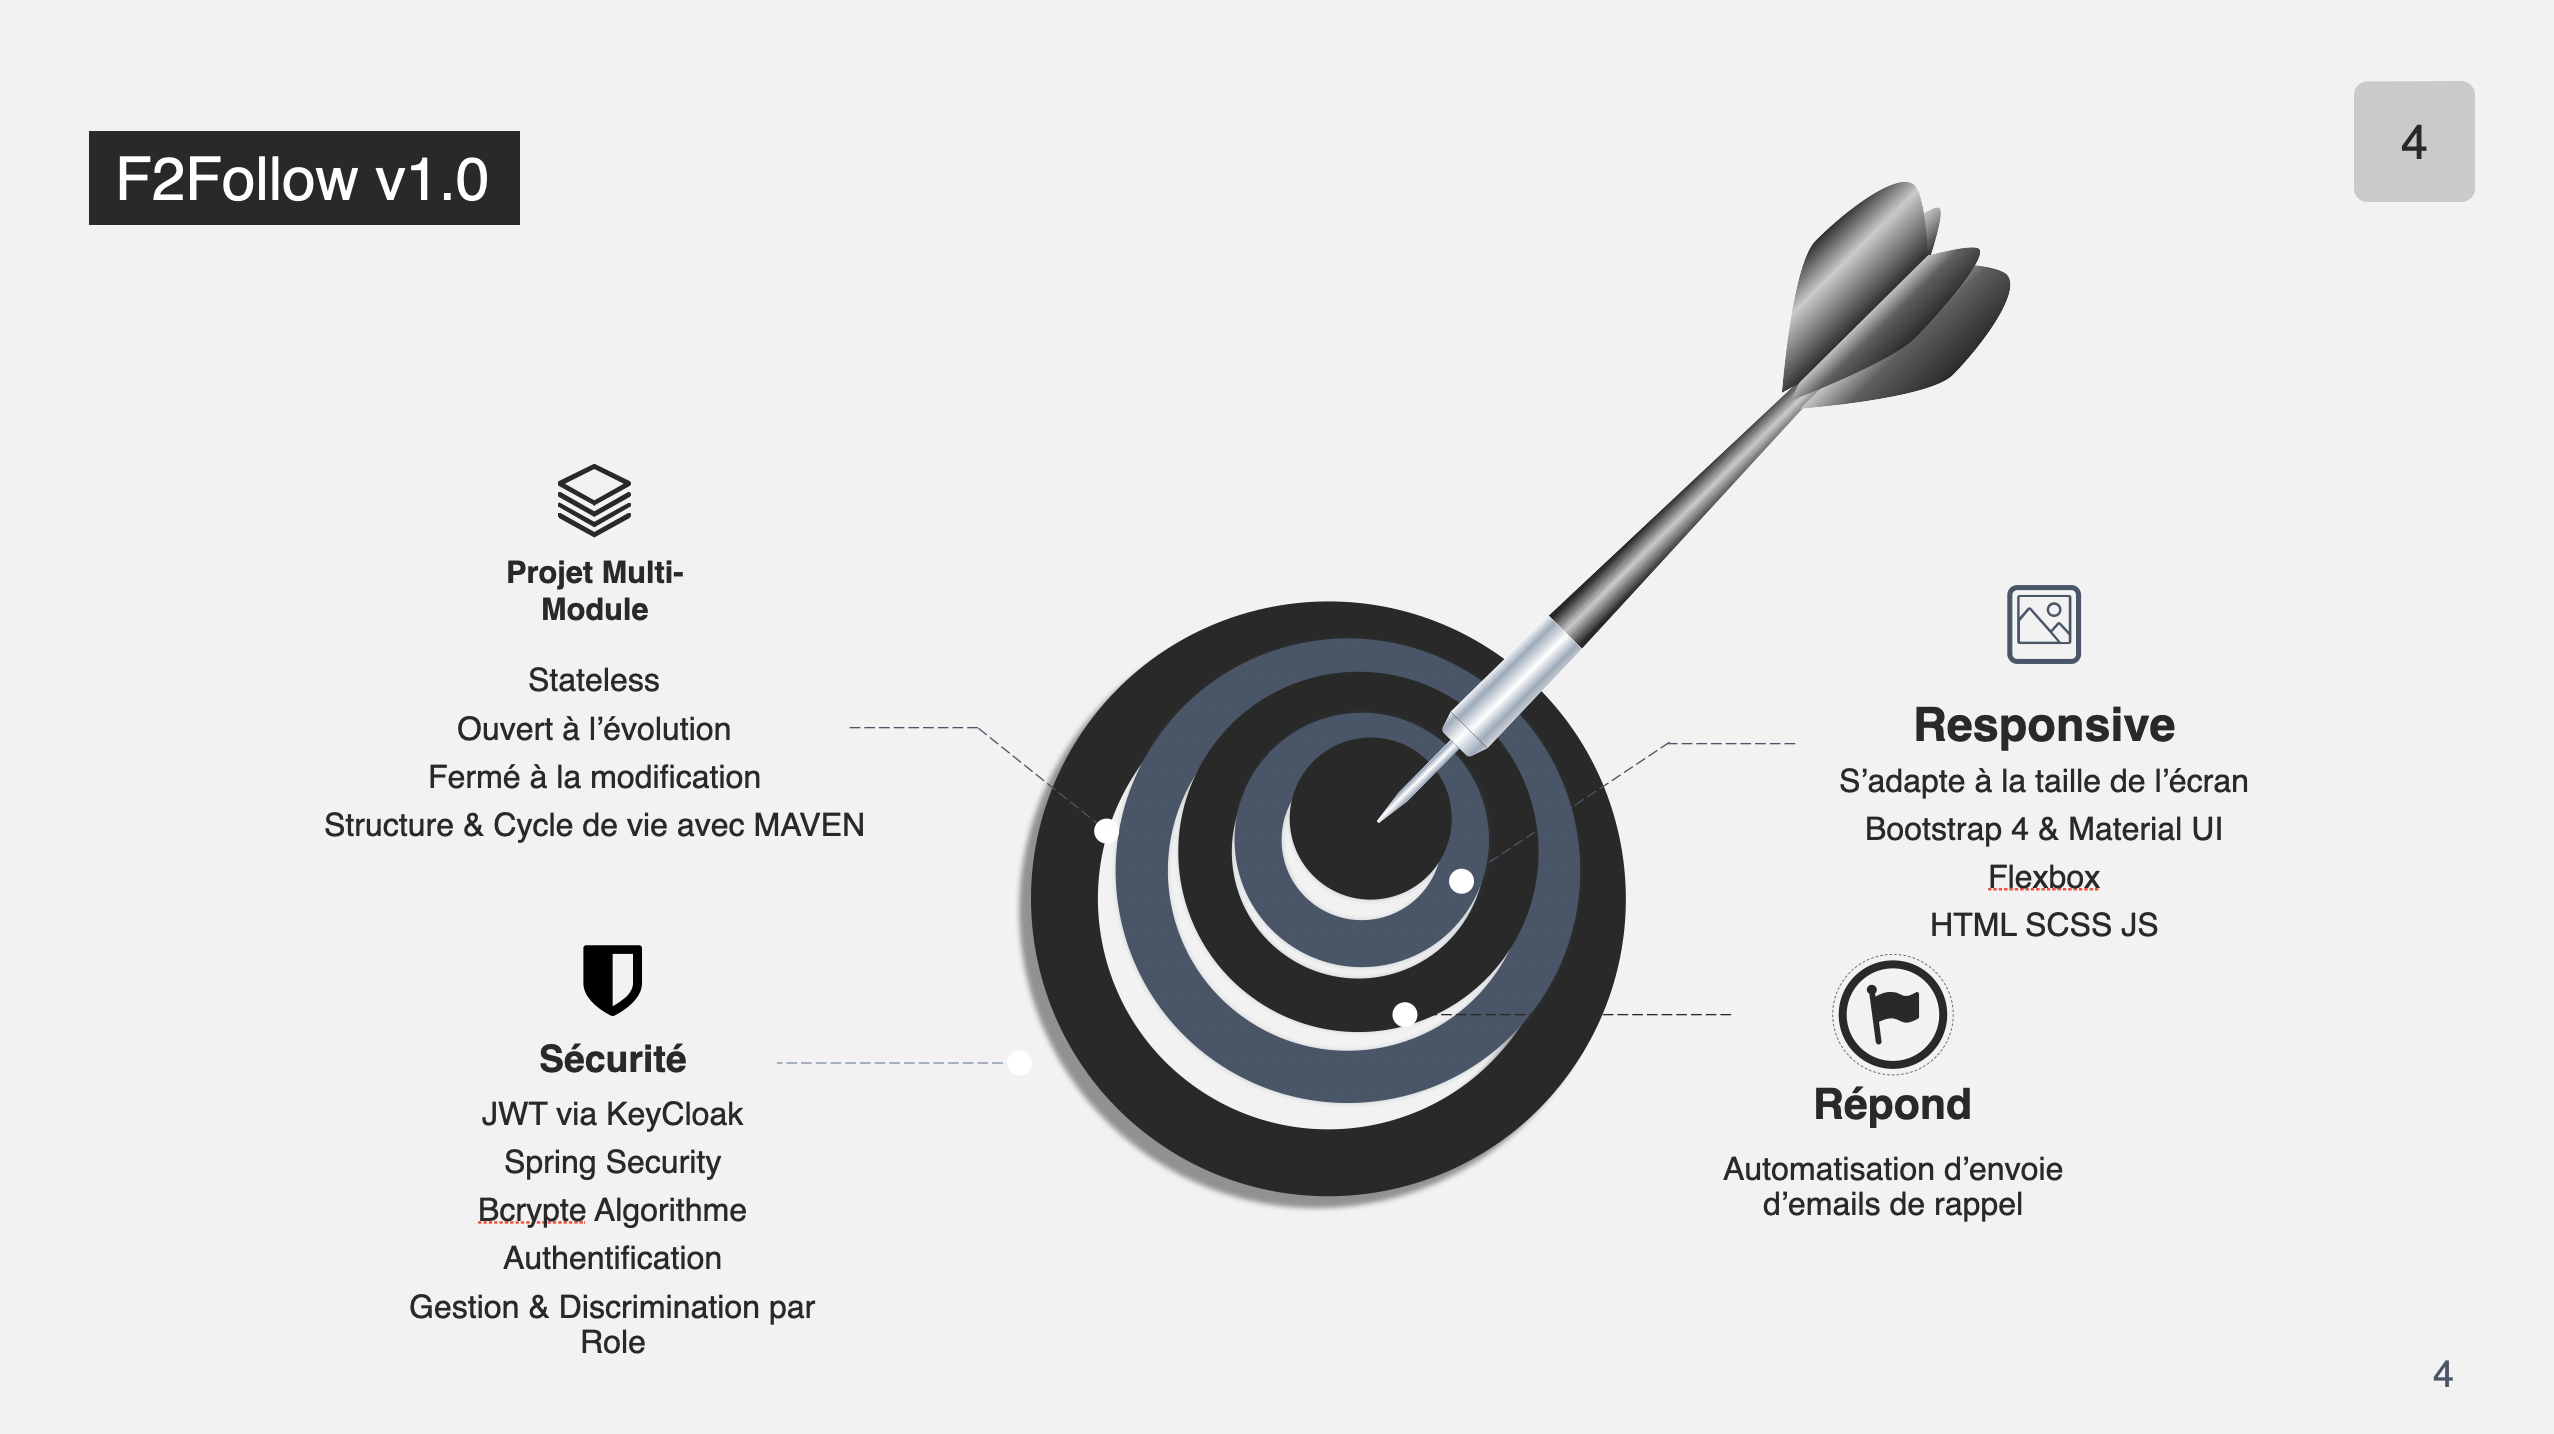 F2Follow v1.0
4
Projet Multi-
Module
Stateless
Ouvert à l’évolution
Fermé à la modification
Structure & Cycle de vie avec MAVEN
Sécurité
JWT via KeyCloak
Spring Security
Bcrypte Algorithme
Authentification
Gestion & Discrimination par
Role
Responsive
S’adapte à la taille de l’écran
Bootstrap 4 & Material UI
Flexbox
HTML SCSS JS
Répond
Automatisation d’envoie
d’emails de rappel
4